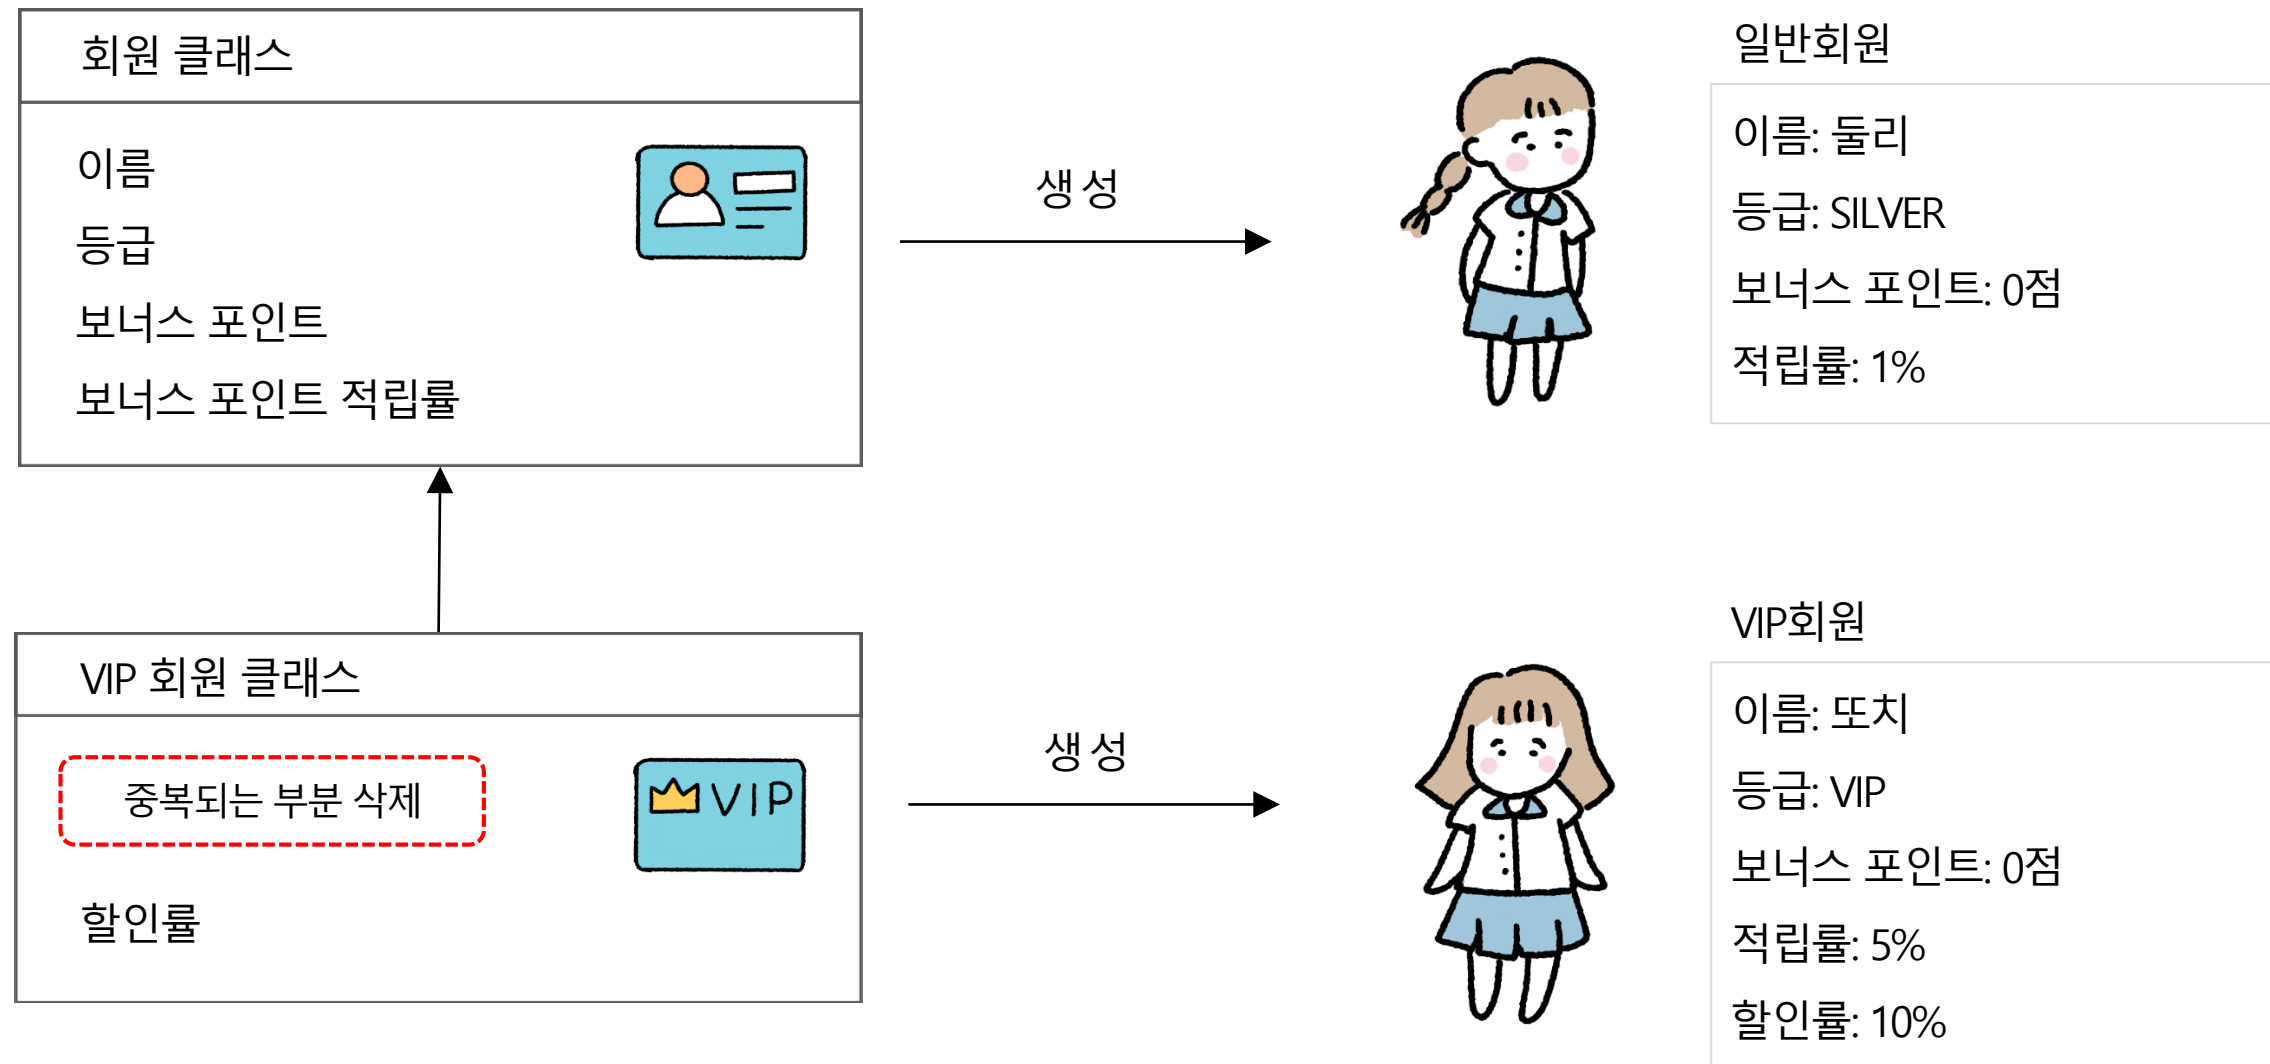 회원 클래스
이름
등급
보너스 포인트
보너스 포인트 적립률
생성
일반회원
이름: 둘리
등급: SILVER
보너스 포인트: 0점
적립률: 1%
VIP 회원 클래스
중복되는 부분 삭제
VIP
할인률
생성
VIP회원
이름: 또치
등급: VIP
보너스 포인트: 0점
적립률: 5%
할인률: 10%